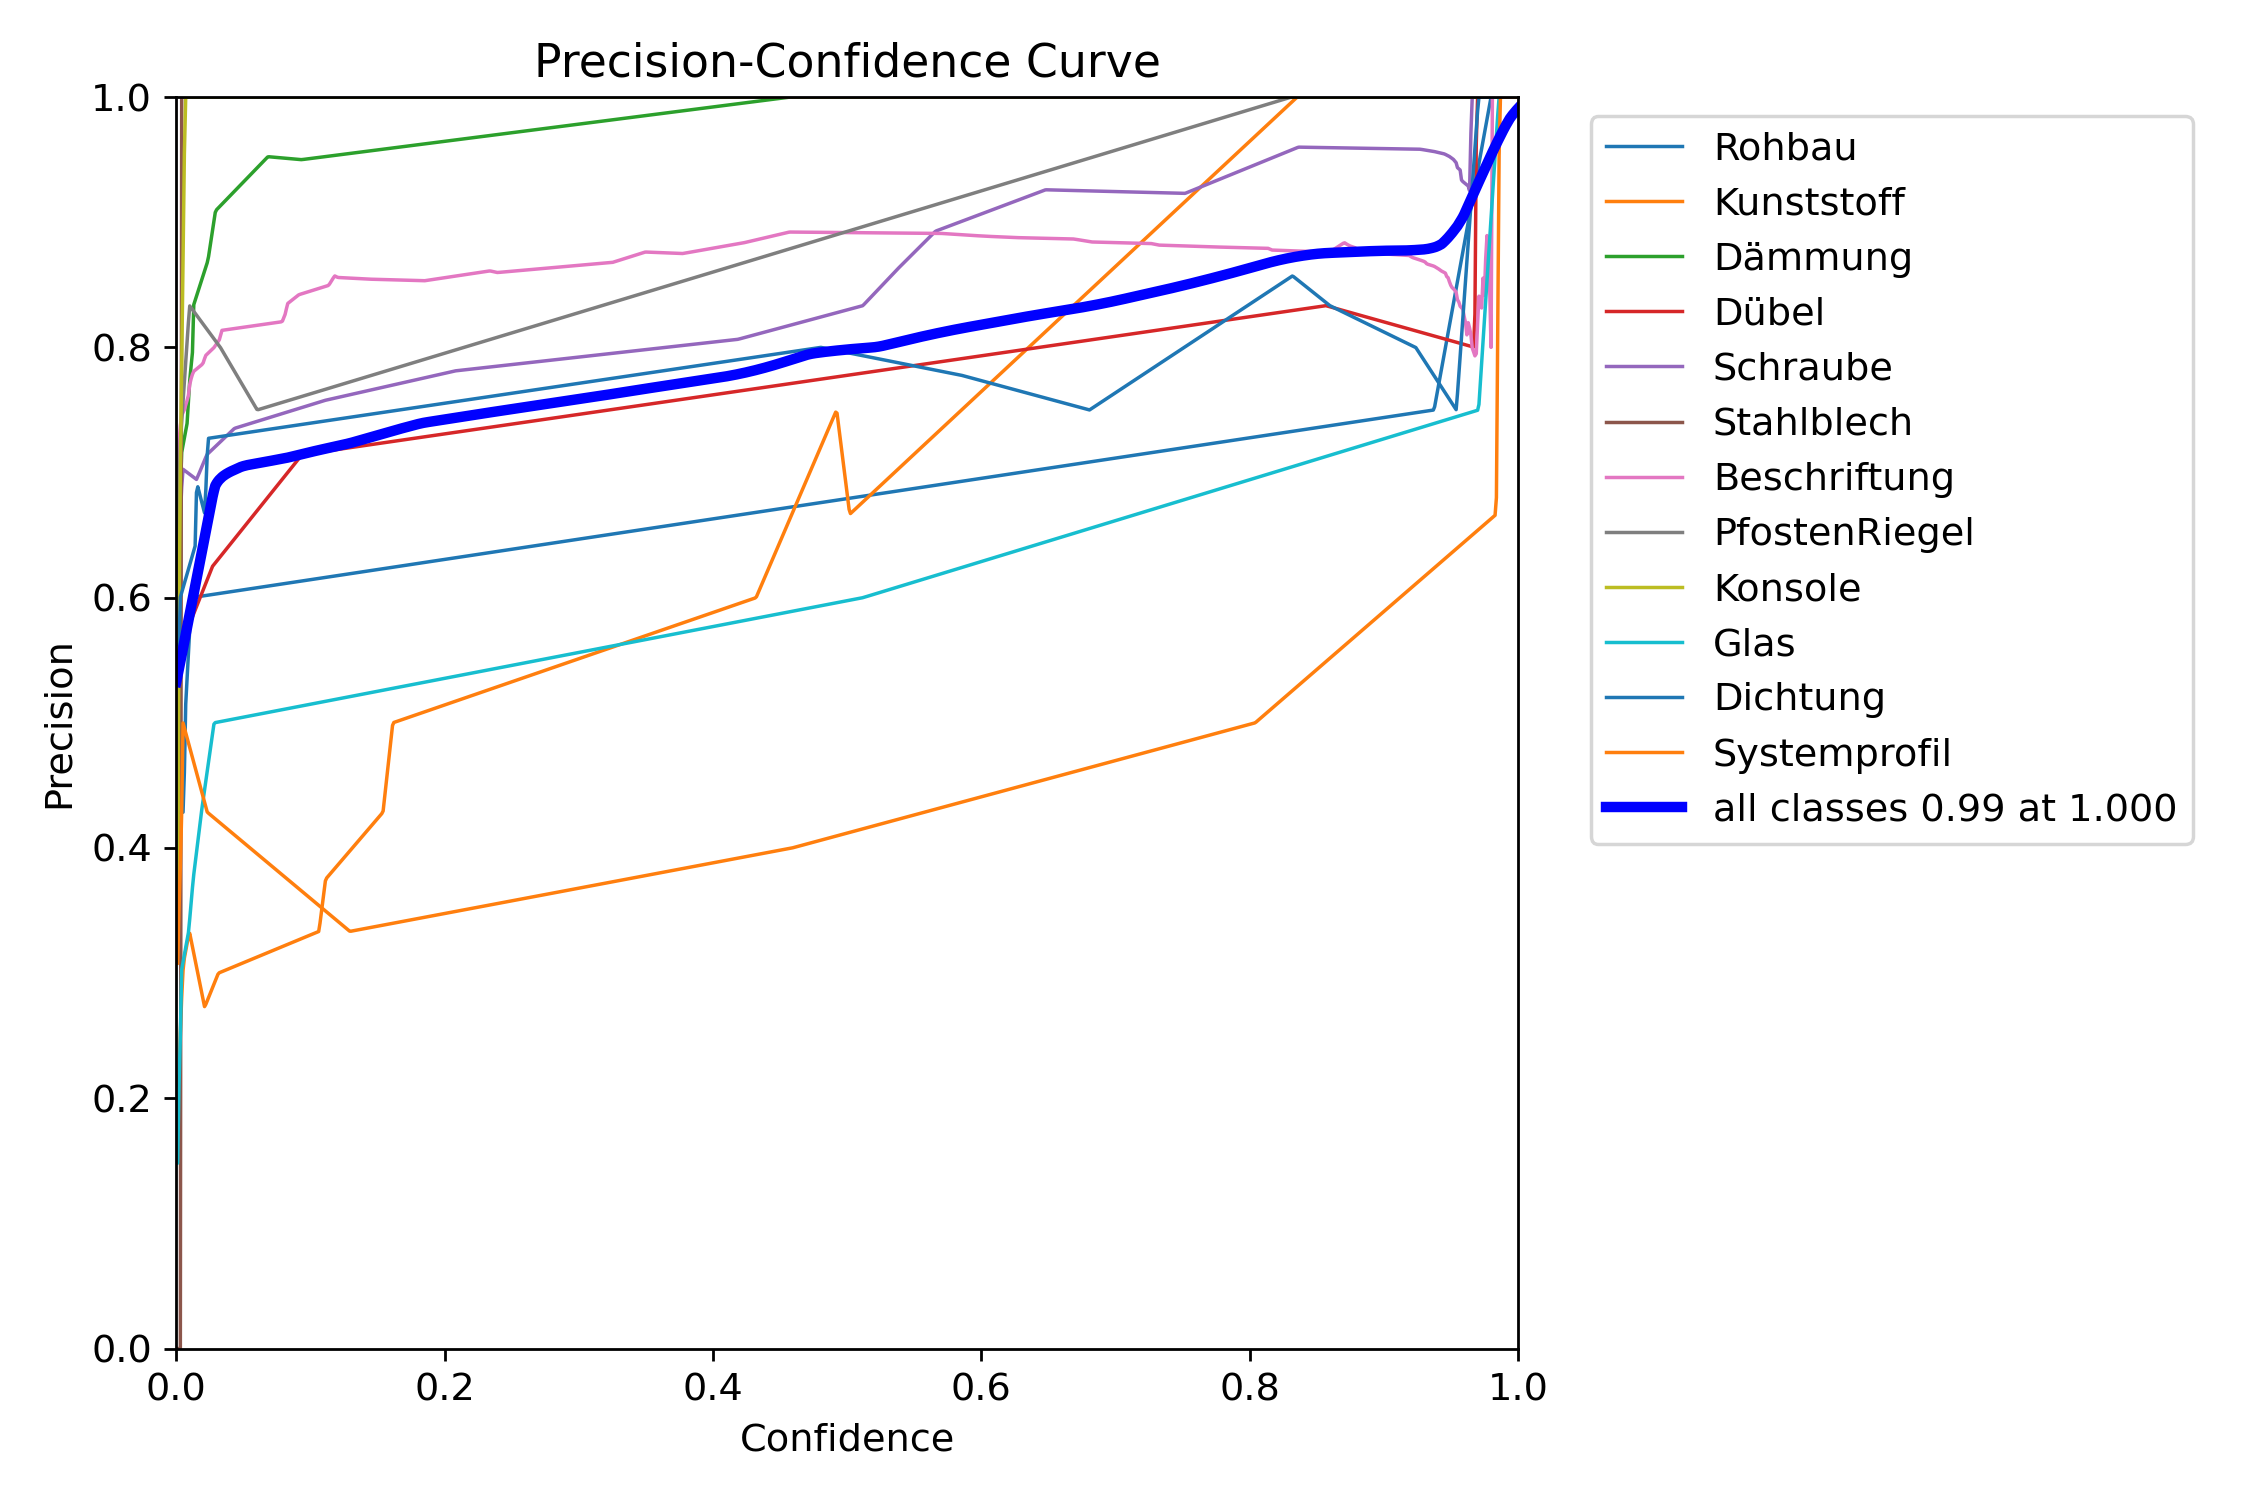 Precision-Confidence Curve
1.0
0.8
0.6
0.4
0.2
0.0
Precision
0.0 0.2 0.4 0.6 0.8 1.0
Confidence
Rohbau
Kunststoff
Dämmung
Dübel
Schraube
Stahlblech
Beschriftung
PfostenRiegel
Konsole
Glas
Dichtung
Systemprofil
all classes 0.99 at 1.000